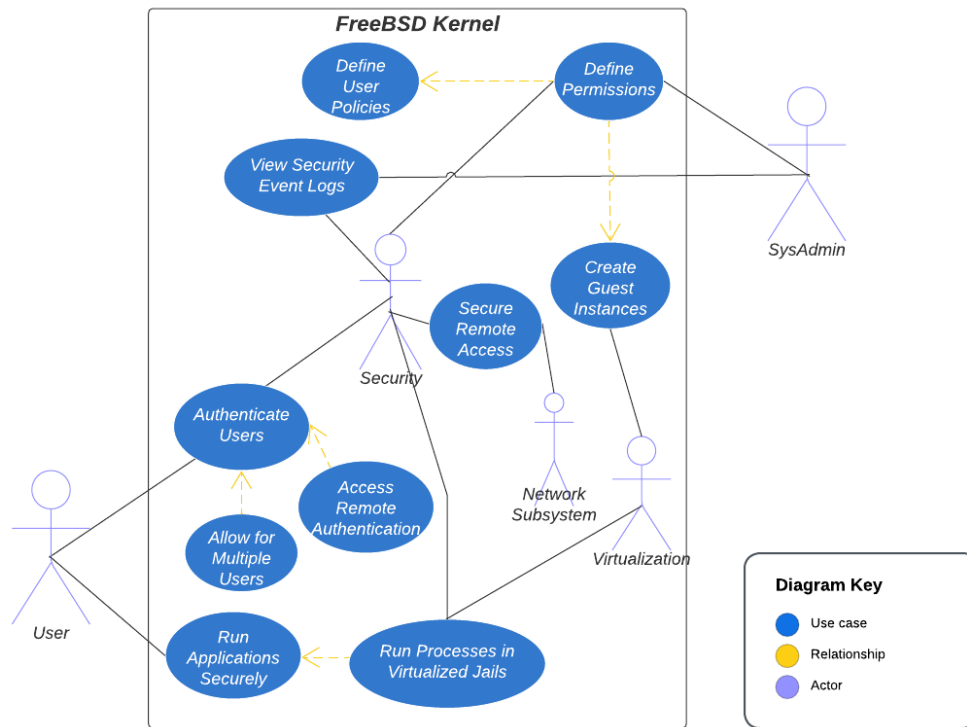 FreeBSD Kernel
Define
User
Policies
Define
Permissions
View Security
Event Logs
SysAdmin
Create
Guest
Instances
Secure
Remote
Access
Security
Authenticate
Users
Access
Remote
Authentication
Network
Subsystem
Allow for
Multiple
Users
Virtualization
User
Run
Applications
Securely
Run Processes in
Virtualized Jails
Diagram Key
Use case
Relationship
Actor